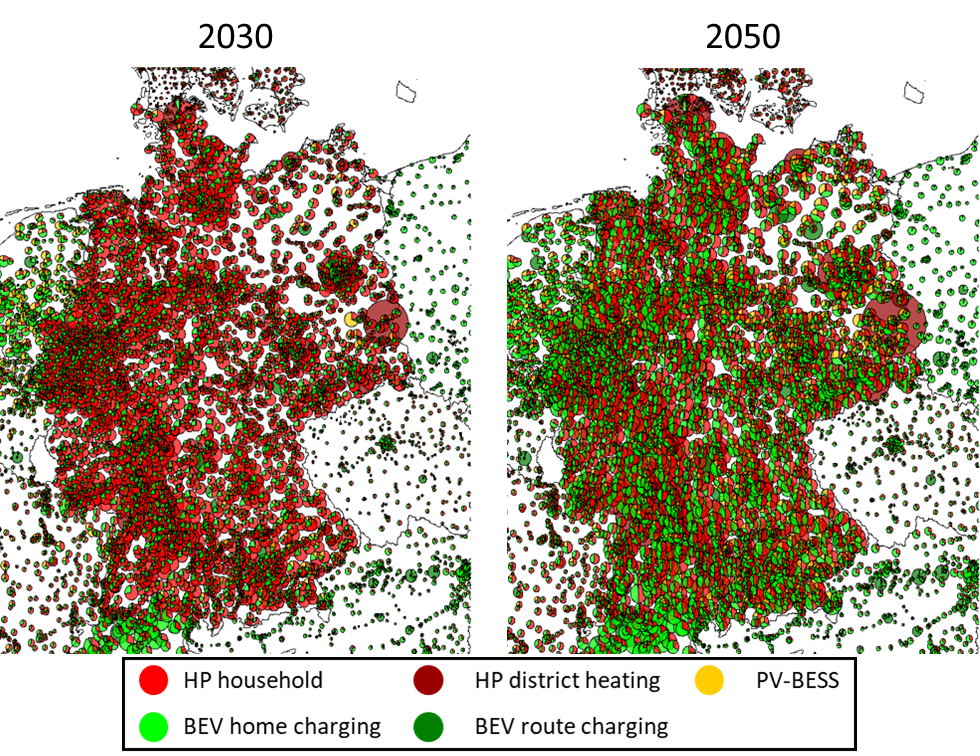 2030 2050
HP household HP district heating PV-BESS
BEV home charging BEV route charging